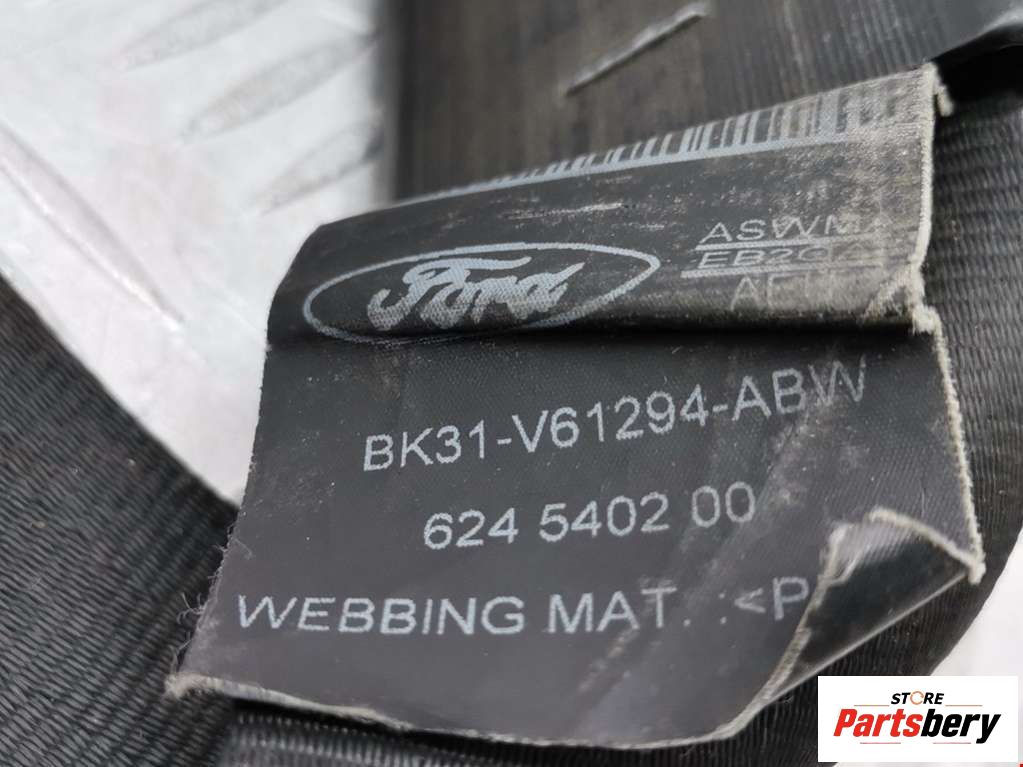 Ford
ASWM
BK31-V61294-ABW
624 5402 00
WEBBING MAT. :<P
STORE
Partsbery